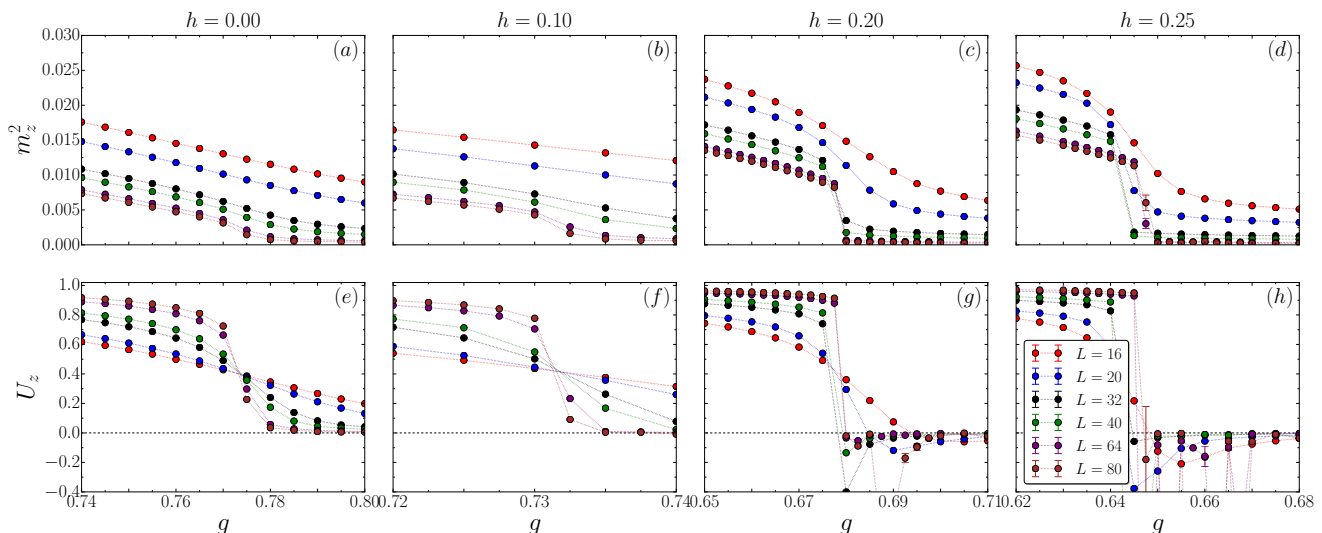 h = 0.00
h = 0.10
h = 0.20
h = 0.25
0.030
0.025
0.020
0.015
0.010
0.005
0.000
m_z^2
(a)
(b)
(c)
(d)
1.0
0.8
0.6
0.4
0.2
0.0
−0.2
−0.4
U_z
(e)
(f)
(g)
(h)
L = 16
L = 20
L = 32
L = 40
L = 64
L = 80
0.74 0.76 0.78 0.80
0.72 0.73 0.74
0.65 0.67 0.69 0.71
0.62 0.64 0.66 0.68
g
g
g
g